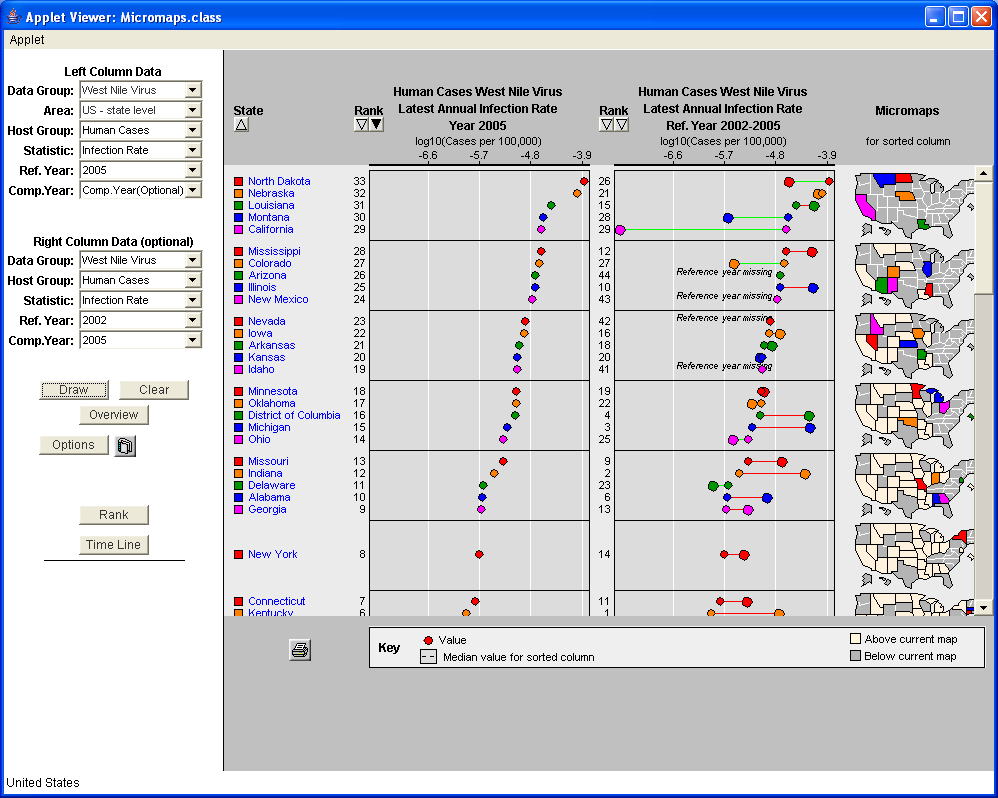 Applet Viewer: Micromaps.class
Applet
Left Column Data
Data Group: West Nile Virus
Area: US - state level
Host Group: Human Cases
Statistic: Infection Rate
Ref. Year: 2005
Comp.Year: Comp.Year(Optional)
Right Column Data (optional)
Data Group: West Nile Virus
Host Group: Human Cases
Statistic: Infection Rate
Ref. Year: 2002
Comp.Year: 2005
Draw Clear
Overview
Options
Rank
Time Line
State
Rank
Human Cases West Nile Virus
Latest Annual Infection Rate
Year 2005
log10(Cases per 100,000)
-6.6 -5.7 -4.8 -3.9
Rank
Human Cases West Nile Virus
Latest Annual Infection Rate
Ref. Year 2002-2005
log10(Cases per 100,000)
-6.6 -5.7 -4.8 -3.9
Micromaps
for sorted column
North Dakota 33 26
Nebraska 32 21
Louisiana 31 15
Montana 30 28
California 29 29
Mississippi 28 12
Colorado 27 27
Arizona 26 44 Reference year missing
Illinois 25 10
New Mexico 24 43 Reference year missing
Nevada 23 42 Reference year missing
Iowa 22 16
Arkansas 21 18
Kansas 20 20
Idaho 19 41 Reference year missing
Minnesota 18 19
Oklahoma 17 22
District of Columbia 16 4
Michigan 15 3
Ohio 14 25
Missouri 13 9
Indiana 12 2
Delaware 11 23
Alabama 10 6
Georgia 9 13
New York 8 14
Connecticut 7 11
Kentucky 6 1
Key
Value
Median value for sorted column
Above current map
Below current map
United States